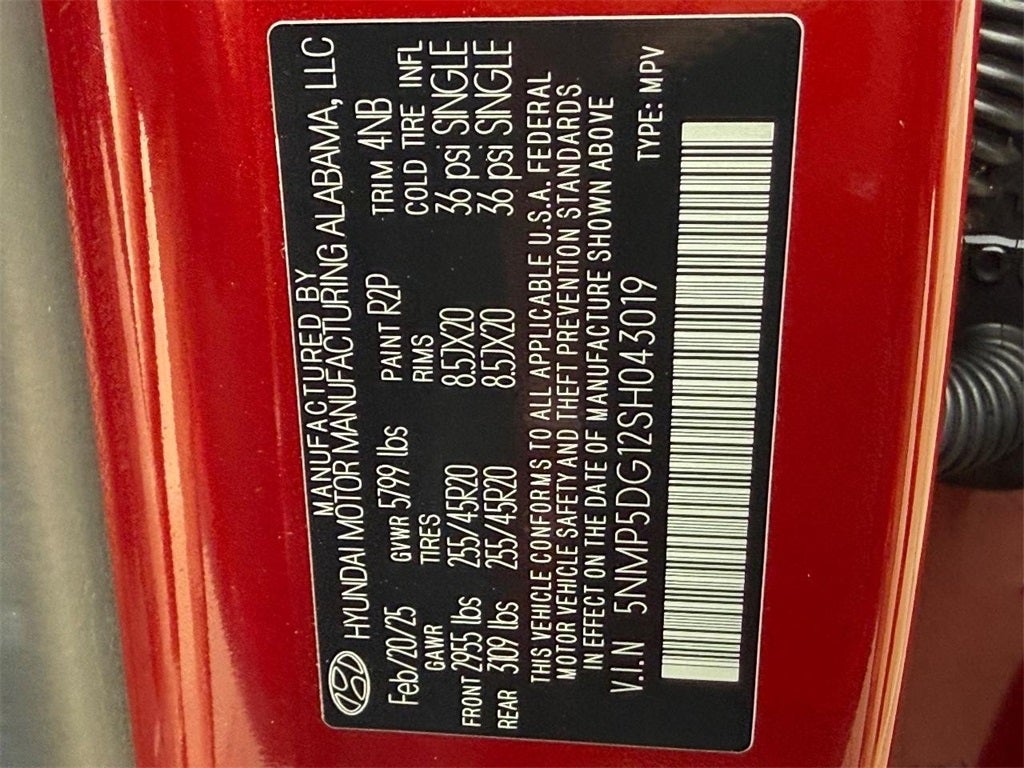 MANUFACTURED BY
HYUNDAI MOTOR MANUFACTURING ALABAMA, LLC
Feb/20/25 GVWR 5799 lbs PAINT R2P TRIM 4NB
GAWR TIRES RIMS COLD TIRE INFL
FRONT 2955 lbs 255/45R20 8.5JX20 36 psi SINGLE
REAR 3109 lbs 255/45R20 8.5JX20 36 psi SINGLE
THIS VEHICLE CONFORMS TO ALL APPLICABLE U.S.A. FEDERAL
MOTOR VEHICLE SAFETY AND THEFT PREVENTION STANDARDS
IN EFFECT ON THE DATE OF MANUFACTURE SHOWN ABOVE
V.I.N 5NMP5DG12SH043019 TYPE: MPV